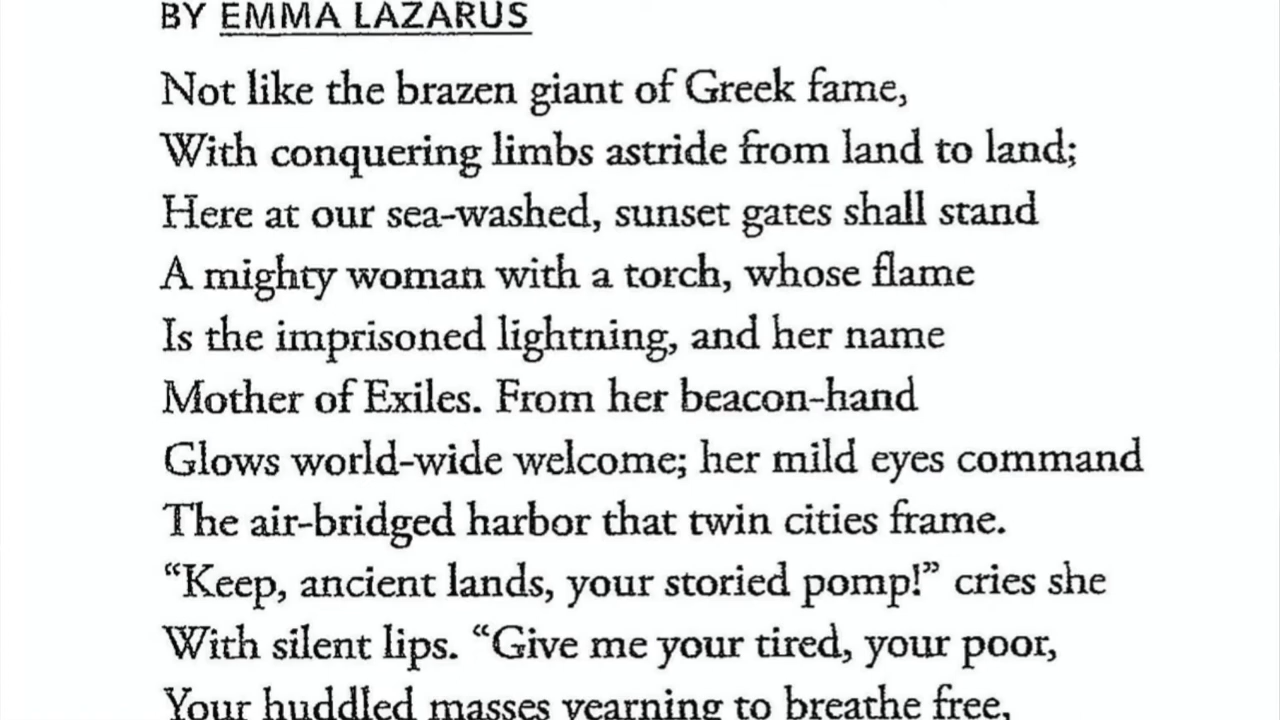 BY EMMA LAZARUS
Not like the brazen giant of Greek fame,
With conquering limbs astride from land to land;
Here at our sea-washed, sunset gates shall stand
A mighty woman with a torch, whose flame
Is the imprisoned lightning, and her name
Mother of Exiles. From her beacon-hand
Glows world-wide welcome; her mild eyes command
The air-bridged harbor that twin cities frame.
“Keep, ancient lands, your storied pomp!” cries she
With silent lips. “Give me your tired, your poor,
Your huddled masses yearning to breathe free,